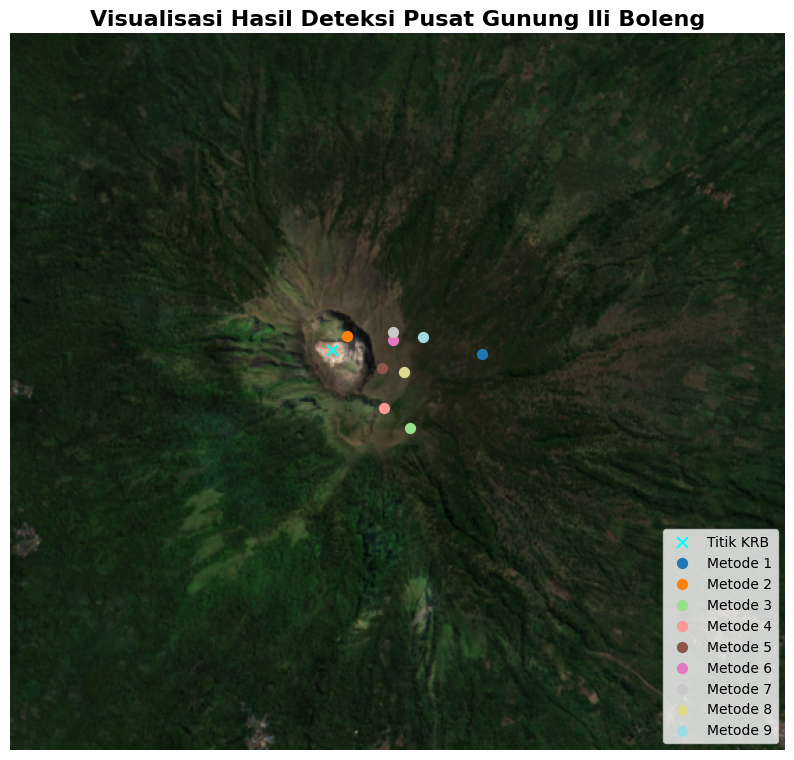 Visualisasi Hasil Deteksi Pusat Gunung Ili Boleng
Titik KRB
Metode 1
Metode 2
Metode 3
Metode 4
Metode 5
Metode 6
Metode 7
Metode 8
Metode 9